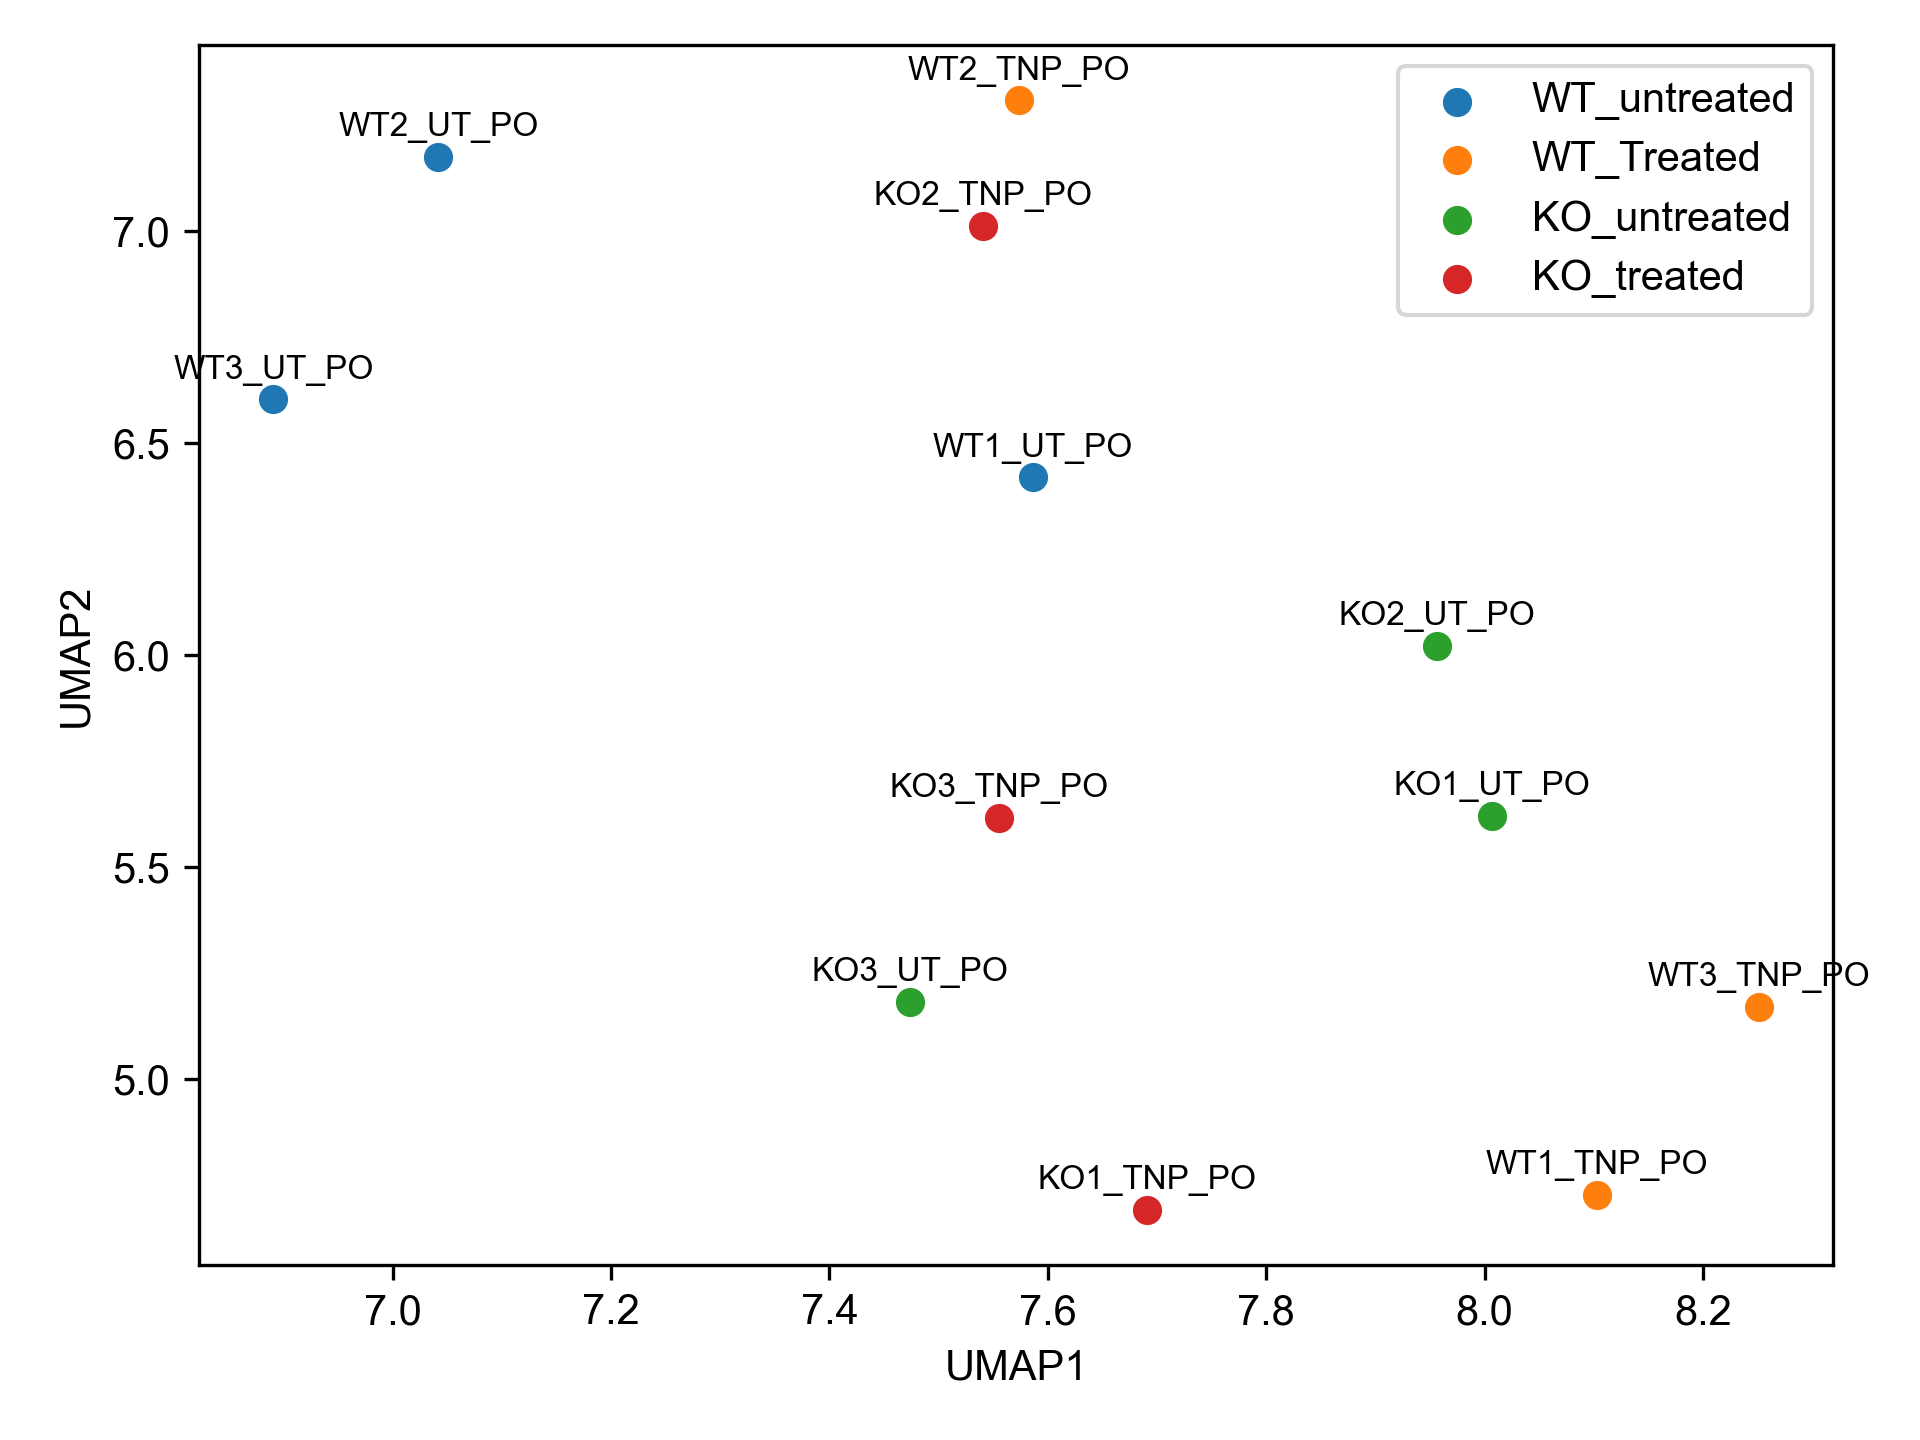 WT2_TNP_PO
WT_untreated
WT2_UT_PO
WT_Treated
KO2_TNP_PO
KO_untreated
7.0
KO_treated
WT3_UT_PO
6.5
WT1_UT_PO
KO2_UT_PO
6.0
UMAP2
KO3_TNP_PO
KO1_UT_PO
5.5
KO3_UT_PO
WT3_TNP_PO
5.0
WT1_TNP_PO
KO1_TNP_PO
7.0 7.2 7.4 7.6 7.8 8.0 8.2
UMAP1